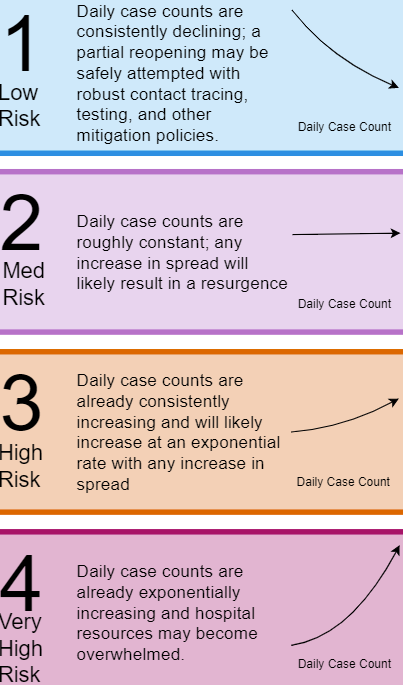 1
Low
Risk
Daily case counts are
consistently declining; a
partial reopening may be
safely attempted with
robust contact tracing,
testing, and other
mitigation policies.
Daily Case Count
2
Med
Risk
Daily case counts are
roughly constant; any
increase in spread will
likely result in a resurgence
Daily Case Count
3
High
Risk
Daily case counts are
already consistently
increasing and will likely
increase at an exponential
rate with any increase in
spread
Daily Case Count
4
Very
High
Risk
Daily case counts are
already exponentially
increasing and hospital
resources may become
overwhelmed.
Daily Case Count